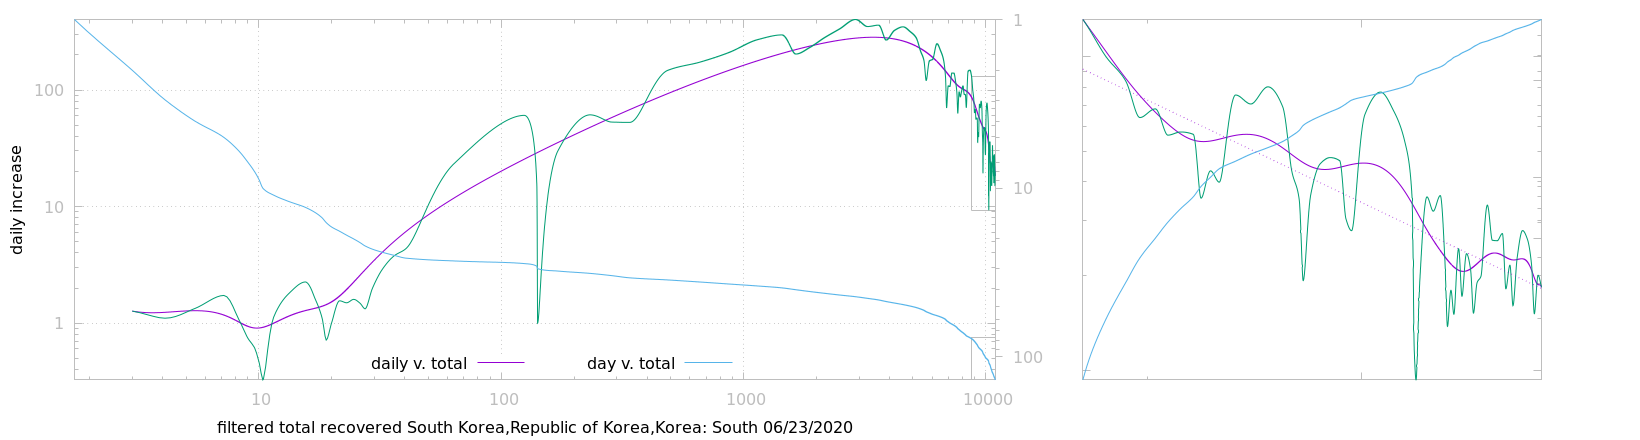 1
100
10
10
1
100
daily increase
daily v. total
day v. total
10
100
1000
10000
filtered total recovered South Korea,Republic of Korea,Korea: South 06/23/2020